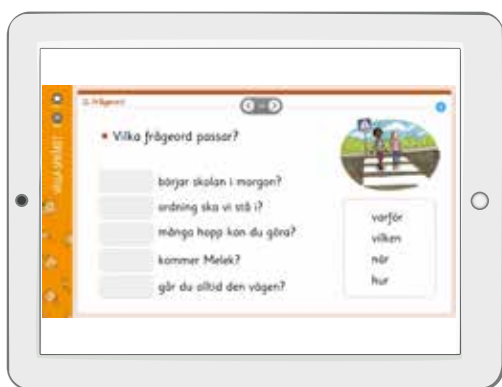 Frågeord
Vilka frågeord passar?
börjar skolan i morgon?
ordning ska vi stå i?
många hopp kan du göra?
kommer Melek?
går du alltid den vägen?
varför
vilken
när
hur